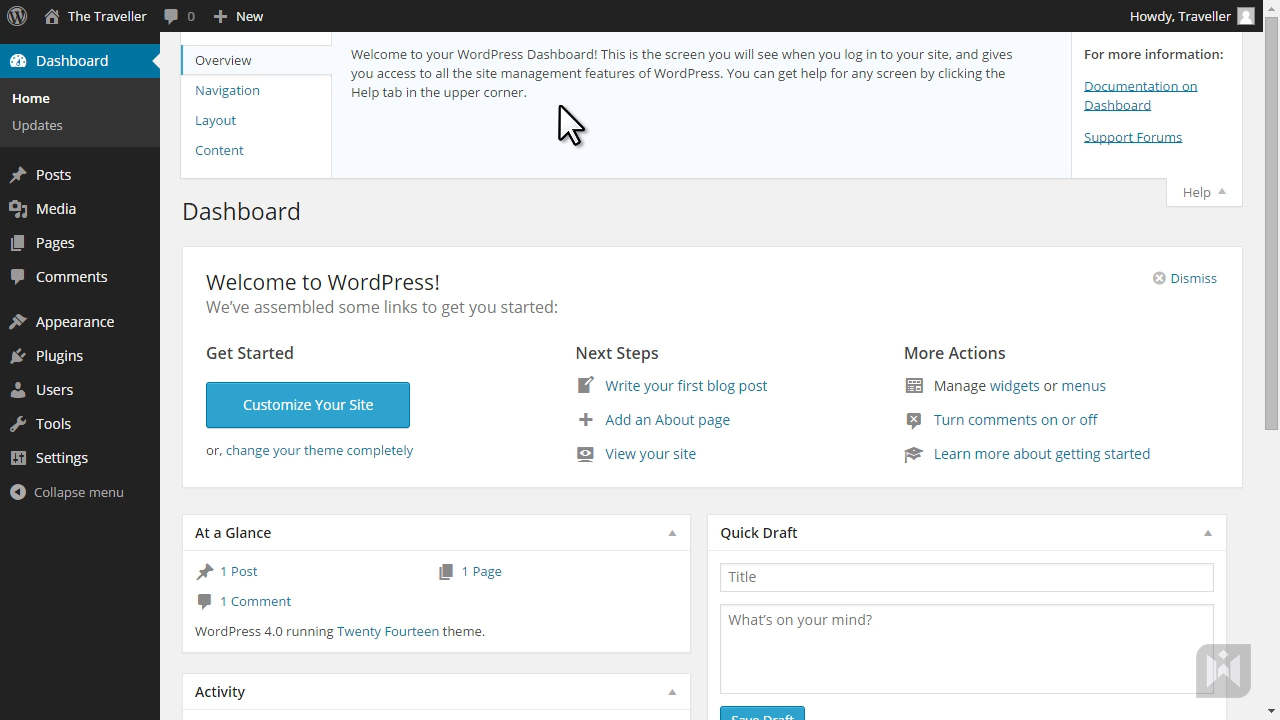 The Traveller 0 New Howdy, Traveller
Dashboard
Home
Updates
Posts
Media
Pages
Comments
Appearance
Plugins
Users
Tools
Settings
Collapse menu
Overview
Navigation
Layout
Content
Welcome to your WordPress Dashboard! This is the screen you will see when you log in to your site, and gives
you access to all the site management features of WordPress. You can get help for any screen by clicking the
Help tab in the upper corner.
For more information:
Documentation on
Dashboard
Support Forums
Help
Dashboard
Welcome to WordPress!
We've assembled some links to get you started:
Dismiss
Get Started
Customize Your Site
or, change your theme completely
Next Steps
Write your first blog post
Add an About page
View your site
More Actions
Manage widgets or menus
Turn comments on or off
Learn more about getting started
At a Glance
1 Post 1 Page
1 Comment
WordPress 4.0 running Twenty Fourteen theme.
Activity
Quick Draft
Title
What's on your mind?
Save Draft